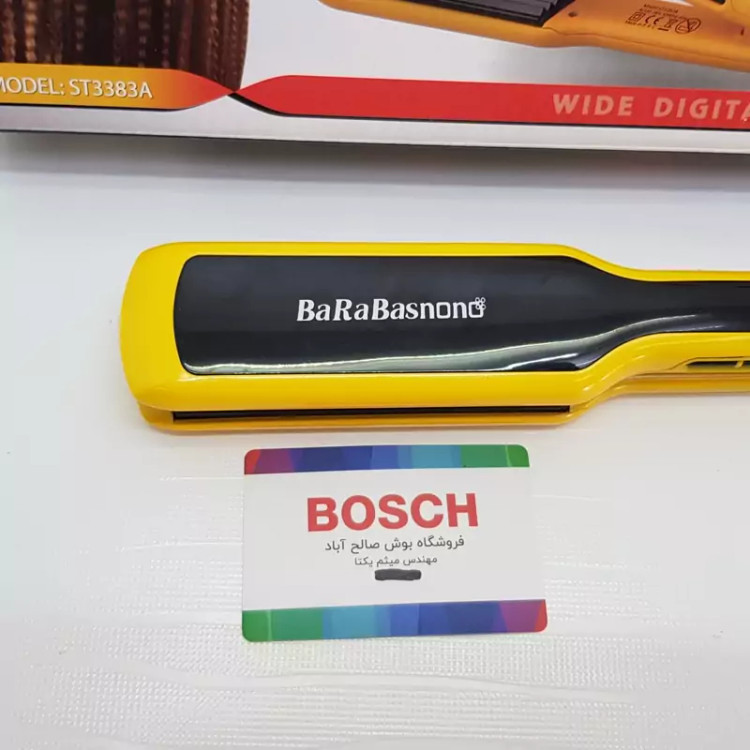 MODEL: ST3383A
WIDE DIGITA
BaRaBasnono
BOSCH
فروشگاه بوش صالح آباد
مهندس میثم یکتا